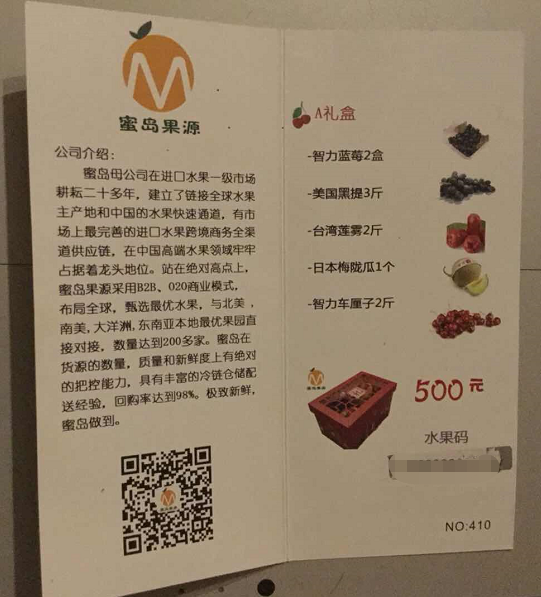 蜜岛果源
公司介绍：
蜜岛母公司在进口水果一级市场
耕耘二十多年，建立了链接全球水果
主产地和中国的水果快速通道，有市
场上最完善的进口水果跨境商务全渠
道供应链，在中国高端水果领域牢牢
占据着龙头地位。站在绝对高点上，
蜜岛果源采用B2B、O2O商业模式，
布局全球，甄选最优水果，与北美，
南美,大洋洲,东南亚本地最优果园直
接对接，数量达到200多家。蜜岛在
货源的数量，质量和新鲜度上有绝对
的把控能力，具有丰富的冷链仓储配
送经验，回购率达到98%。极致新鲜，
蜜岛做到。
A礼盒
-智力蓝莓2盒
-美国黑提3斤
-台湾莲雾2斤
-日本梅陇瓜1个
-智力车厘子2斤
500元
水果码
NO:410